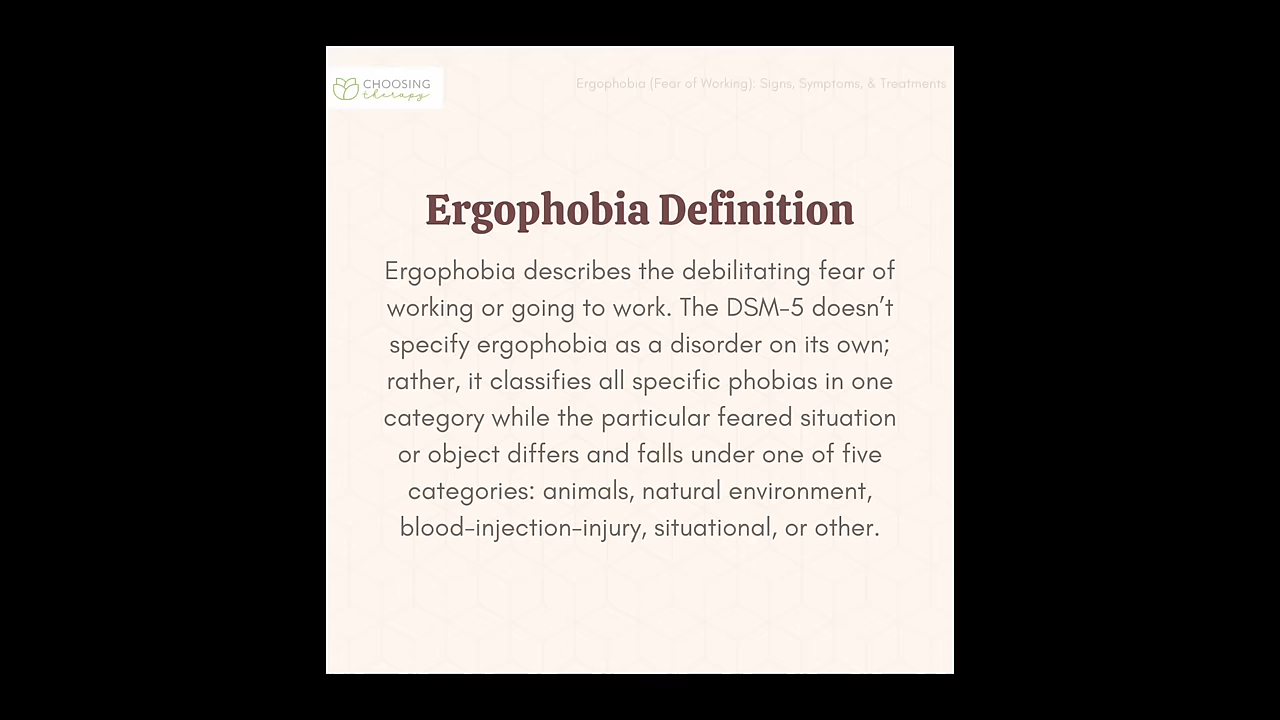 CHOOSING
therapy
Ergophobia (Fear of Working): Signs, Symptoms, & Treatments
Ergophobia Definition
Ergophobia describes the debilitating fear of
working or going to work. The DSM-5 doesn’t
specify ergophobia as a disorder on its own;
rather, it classifies all specific phobias in one
category while the particular feared situation
or object differs and falls under one of five
categories: animals, natural environment,
blood-injection-injury, situational, or other.